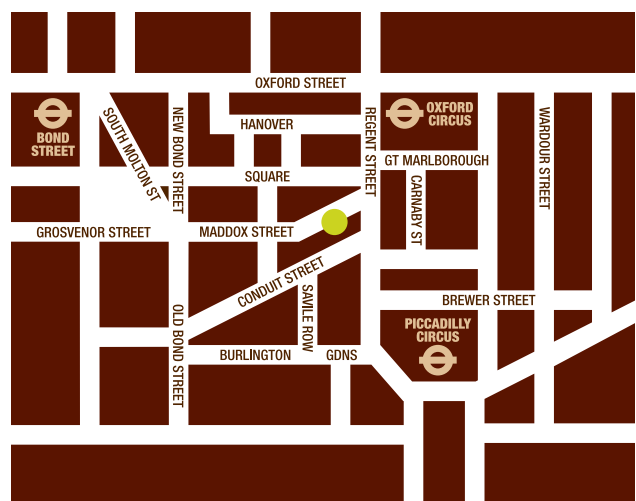 OXFORD STREET
BOND
STREET
SOUTH MOLTON ST
NEW BOND STREET
HANOVER
REGENT STREET
OXFORD
CIRCUS
WARDOUR STREET
GT MARLBOROUGH
SQUARE
CARNABY ST
GROSVENOR STREET
MADDOX STREET
CONDUIT STREET
OLD BOND STREET
SAVILE ROW
BREWER STREET
PICCADILLY
CIRCUS
BURLINGTON GDNS